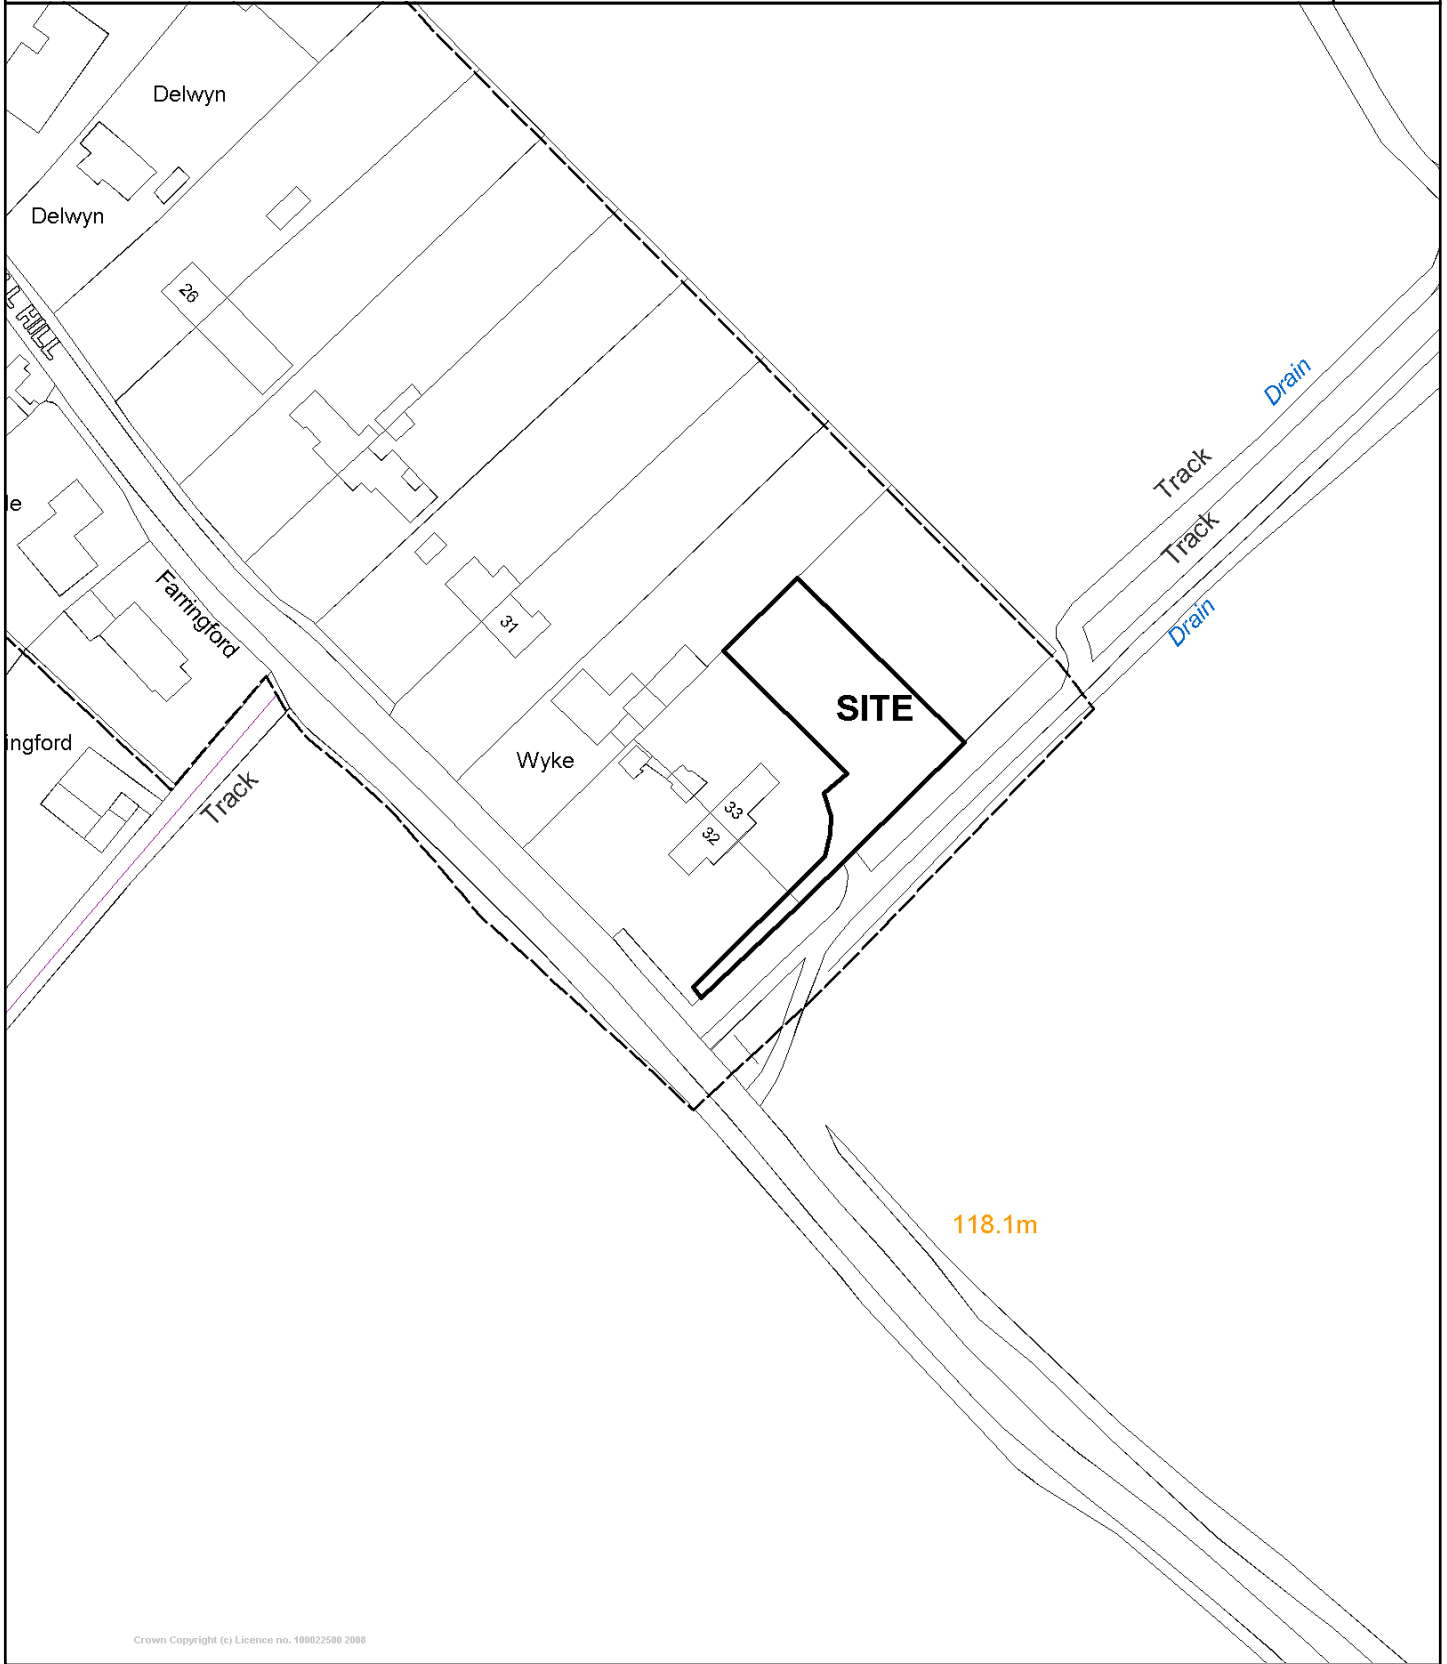 Delwyn
Delwyn
26
HILL
Drain
Track
Track
le
Farringford
31
Drain
SITE
ingford
Wyke
Track
33
32
118.1m
Crown Copyright (c) Licence no. 100022500 2008